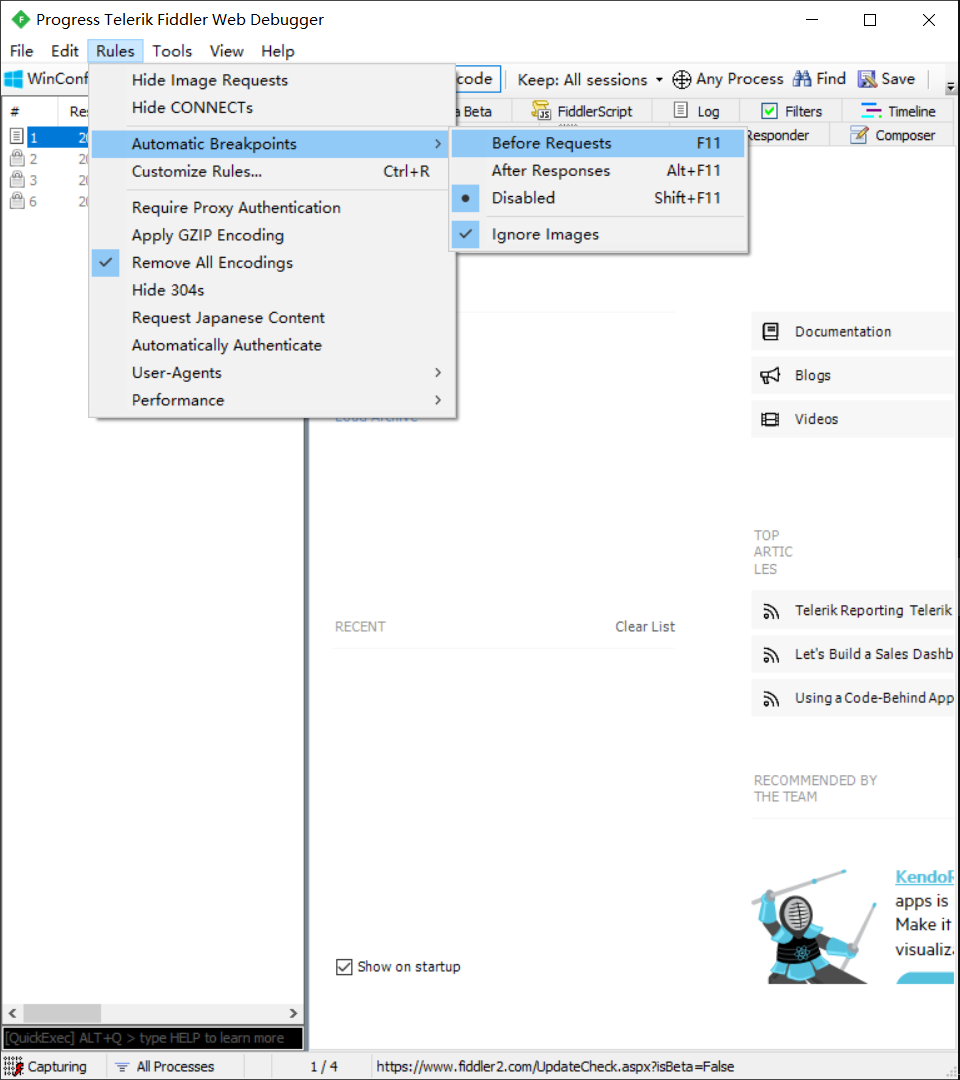 Progress Telerik Fiddler Web Debugger
File Edit Rules Tools View Help
WinConf
code Keep: All sessions Any Process Find Save
Hide Image Requests
Hide CONNECTs
Automatic Breakpoints
Customize Rules... Ctrl+R
Require Proxy Authentication
Apply GZIP Encoding
Remove All Encodings
Hide 304s
Request Japanese Content
Automatically Authenticate
User-Agents
Performance
Before Requests F11
After Responses Alt+F11
Disabled Shift+F11
Ignore Images
# Res
1 20
2 20
3 20
6 20
a Beta FiddlerScript Log Filters Timeline
Responder Composer
Documentation
Blogs
Videos
Load Archive
TOP
ARTIC
LES
Telerik Reporting Telerik
Let's Build a Sales Dashb
Using a Code-Behind App
RECENT Clear List
RECOMMENDED BY
THE TEAM
KendoR
apps is
Make it
visualiza
Show on startup
[QuickExec] ALT+Q > type HELP to learn more
Capturing All Processes 1 / 4 https://www.fiddler2.com/UpdateCheck.aspx?isBeta=False